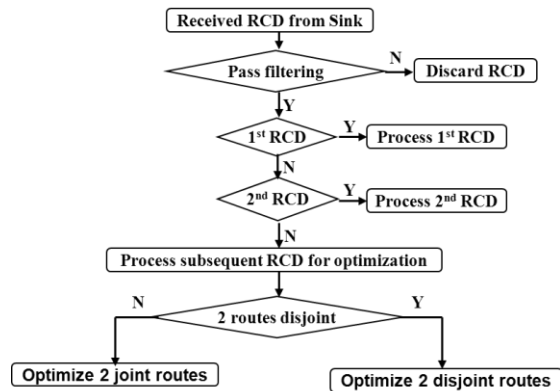 Received RCD from Sink
Pass filtering
N
Discard RCD
Y
1st RCD
Y
Process 1st RCD
N
2nd RCD
Y
Process 2nd RCD
N
Process subsequent RCD for optimization
N
2 routes disjoint
Y
Optimize 2 joint routes
Optimize 2 disjoint routes